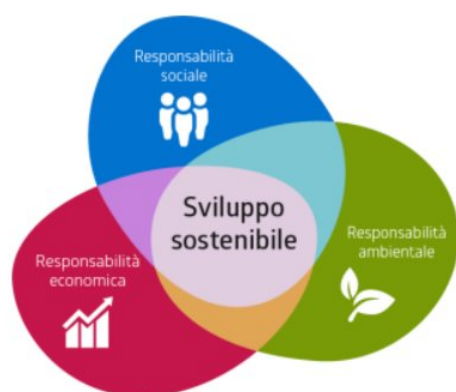 Responsabilità
sociale
Sviluppo
sostenibile
Responsabilità
ambientale
Responsabilità
economica